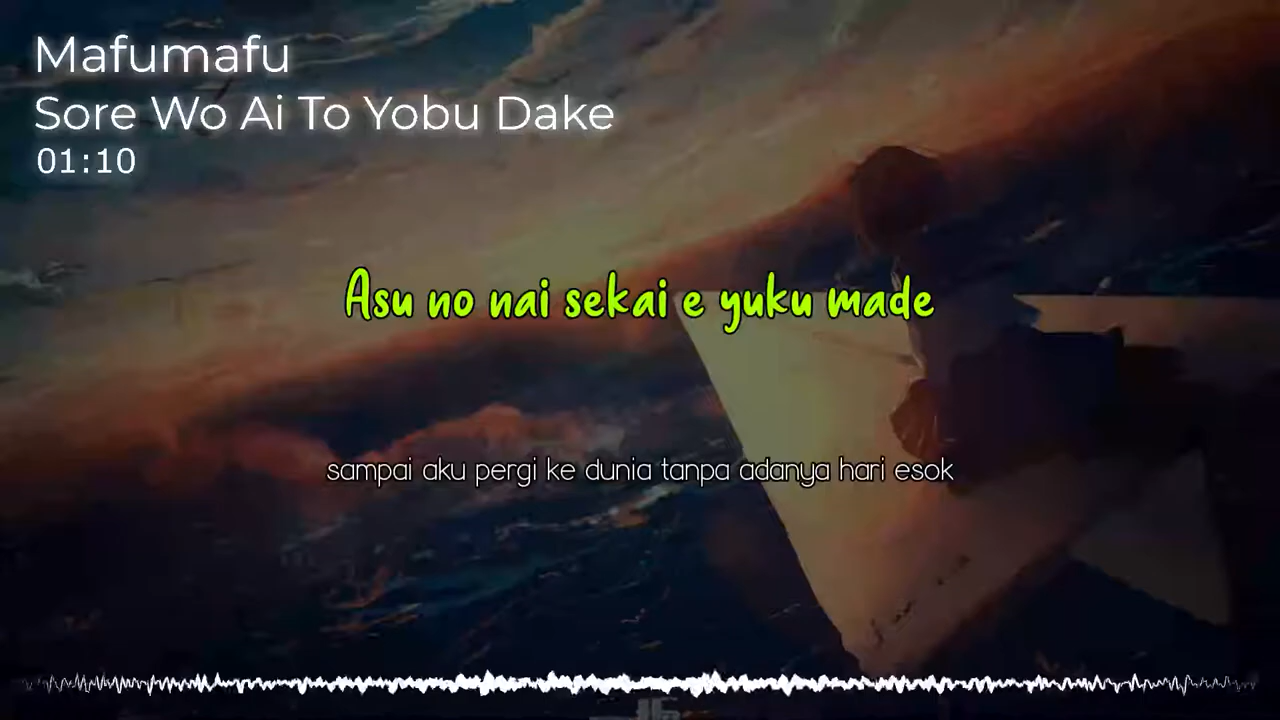 Mafumafu
Sore Wo Ai To Yobu Dake
01:10
Asu no nai sekai e yuku made
sampai aku pergi ke dunia tanpa adanya hari esok